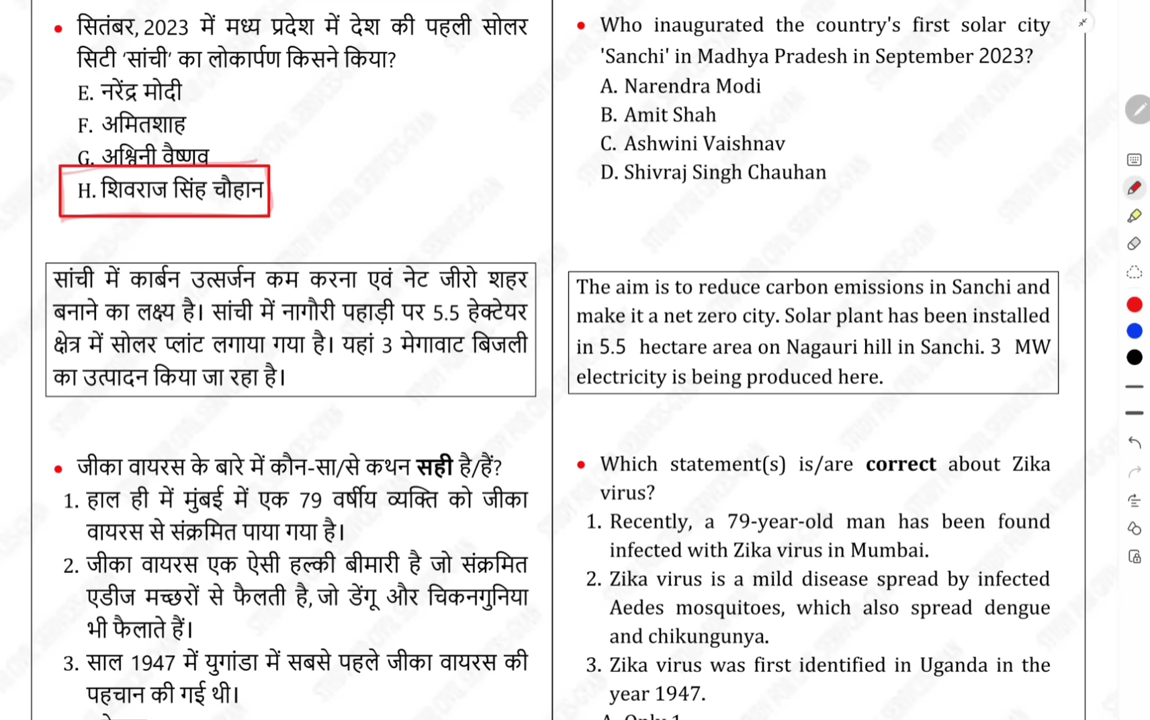 • सितंबर, 2023 में मध्य प्रदेश में देश की पहली सोलर
सिटी ‘सांची’ का लोकार्पण किसने किया?
E. नरेंद्र मोदी
F. अमितशाह
G. अश्विनी वैष्णव
H. शिवराज सिंह चौहान
सांची में कार्बन उत्सर्जन कम करना एवं नेट जीरो शहर
बनाने का लक्ष्य है। सांची में नागौरी पहाड़ी पर 5.5 हेक्टेयर
क्षेत्र में सोलर प्लांट लगाया गया है। यहां 3 मेगावाट बिजली
का उत्पादन किया जा रहा है।
• जीका वायरस के बारे में कौन-सा/से कथन सही है/हैं?
1. हाल ही में मुंबई में एक 79 वर्षीय व्यक्ति को जीका
वायरस से संक्रमित पाया गया है।
2. जीका वायरस एक ऐसी हल्की बीमारी है जो संक्रमित
एडीज मच्छरों से फैलती है, जो डेंगू और चिकनगुनिया
भी फैलाते हैं।
3. साल 1947 में युगांडा में सबसे पहले जीका वायरस की
पहचान की गई थी।
• Who inaugurated the country's first solar city
'Sanchi' in Madhya Pradesh in September 2023?
A. Narendra Modi
B. Amit Shah
C. Ashwini Vaishnav
D. Shivraj Singh Chauhan
The aim is to reduce carbon emissions in Sanchi and
make it a net zero city. Solar plant has been installed
in 5.5 hectare area on Nagauri hill in Sanchi. 3 MW
electricity is being produced here.
• Which statement(s) is/are correct about Zika
virus?
1. Recently, a 79-year-old man has been found
infected with Zika virus in Mumbai.
2. Zika virus is a mild disease spread by infected
Aedes mosquitoes, which also spread dengue
and chikungunya.
3. Zika virus was first identified in Uganda in the
year 1947.